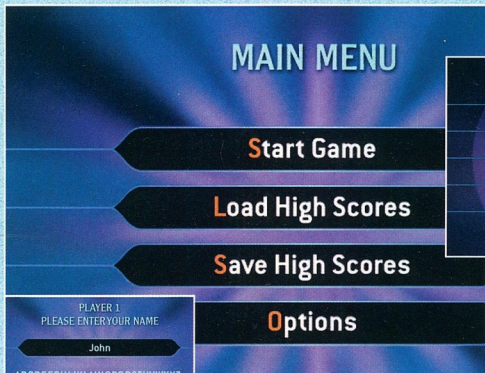 MAIN MENU
Start Game
Load High Scores
Save High Scores
Options
PLAYER 1
PLEASE ENTER YOUR NAME
John